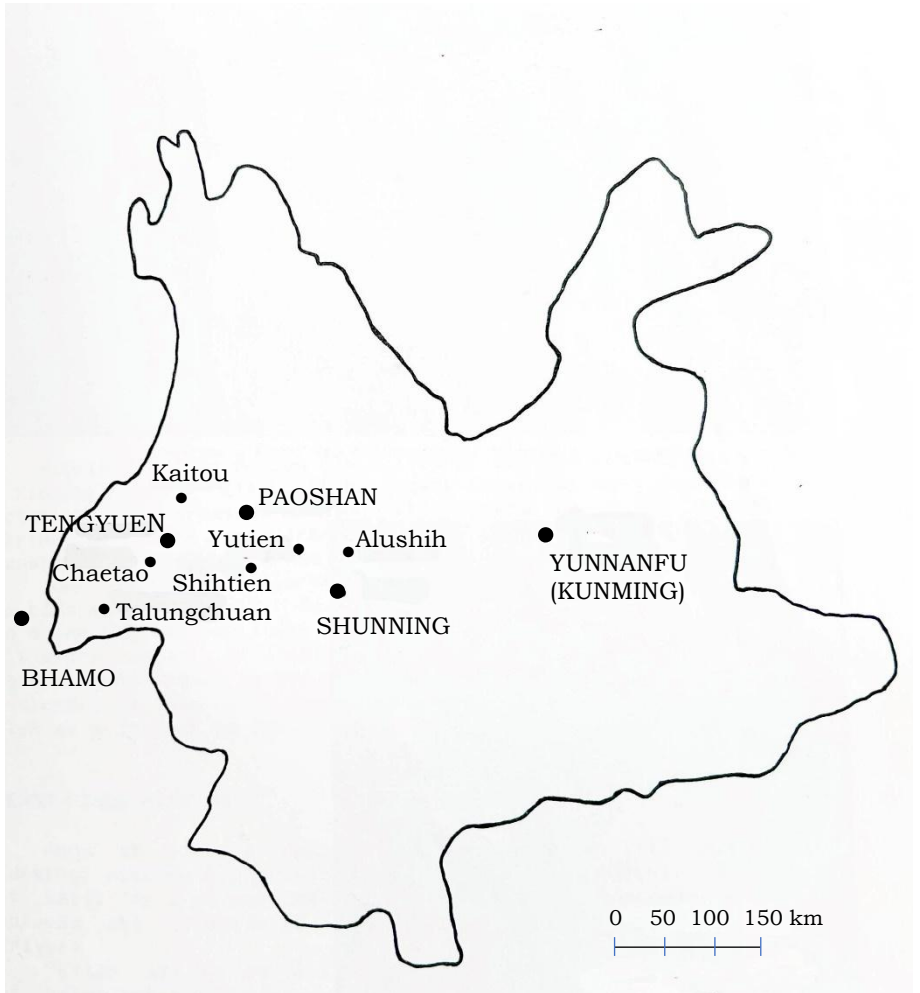 Kaitou
PAOSHAN
TENGYUEN
Yutien
Alushih
YUNNANFU
(KUNMING)
Chaetao
Shihtien
Talungchuan
SHUNNING
BHAMO
0 50 100 150 km